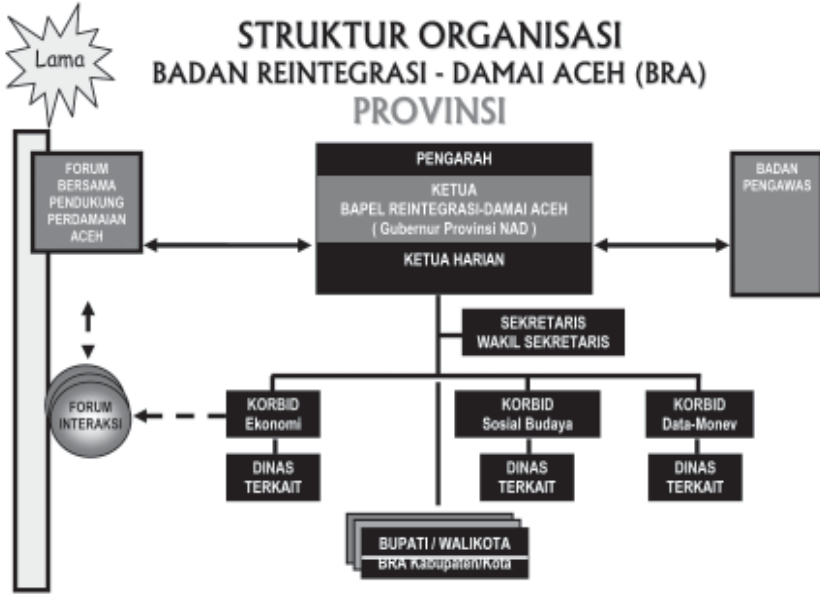 Lama
STRUKTUR ORGANISASI
BADAN REINTEGRASI - DAMAI ACEH (BRA)
PROVINSI
FORUM
BERSAMA
PENDUKUNG
PERDAMAIAN
ACEH
PENGARAH
KETUA
BAPEL REINTEGRASI-DAMAI ACEH
( Gubernur Provinsi NAD )
KETUA HARIAN
BADAN
PENGAWAS
SEKRETARIS
WAKIL SEKRETARIS
FORUM
INTERAKSI
KORBID
Ekonomi
KORBID
Sosial Budaya
KORBID
Data-Monev
DINAS
TERKAIT
DINAS
TERKAIT
DINAS
TERKAIT
BUPATI / WALIKOTA
BRA Kabupaten/Kota